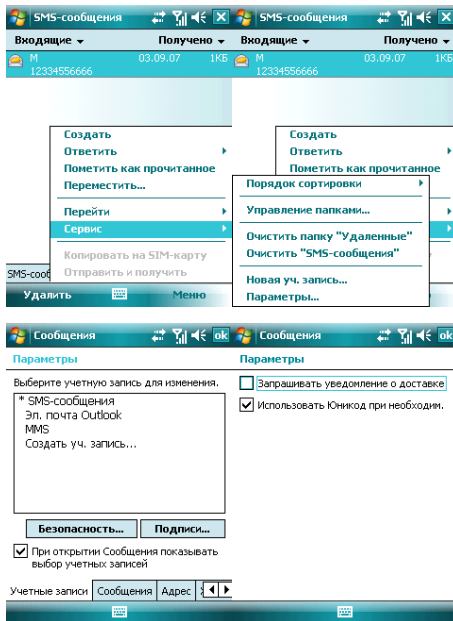 SMS-сообщения
Входящие Получено
М 03.09.07 1КБ
12334556666
Создать
Ответить
Пометить как прочитанное
Переместить...
Перейти
Сервис
Копировать на SIM-карту
Отправить и получить
SMS-сооб
Удалить Меню
SMS-сообщения
Входящие Получено
М 03.09.07 1КБ
12334556666
Создать
Ответить
Пометить как прочитанное
Порядок сортировки
Управление папками...
Очистить папку "Удаленные"
Очистить "SMS-сообщения"
Новая уч. запись...
Параметры...
Сообщения ok
Параметры
Выберите учетную запись для изменения.
* SMS-сообщения
Эл. почта Outlook
MMS
Создать уч. запись...
Безопасность... Подписи...
При открытии Сообщения показывать
выбор учетных записей
Учетные записи Сообщения Адрес
Сообщения ok
Параметры
Запрашивать уведомление о доставке
Использовать Юникод при необходим.